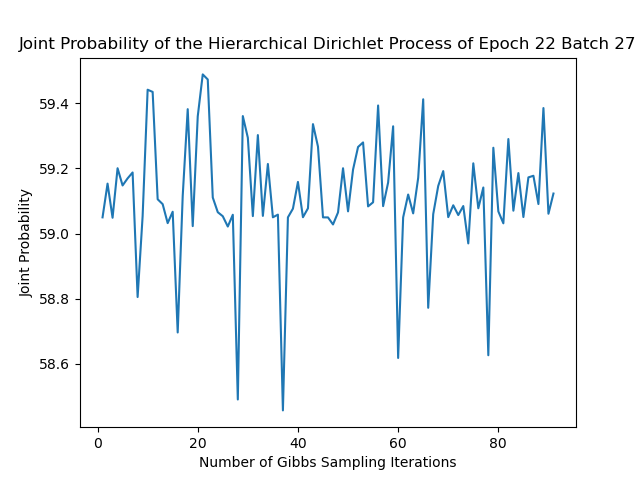 Joint Probability of the Hierarchical Dirichlet Process of Epoch 22 Batch 27
59.4
59.2
59.0
58.8
58.6
Joint Probability
0 20 40 60 80
Number of Gibbs Sampling Iterations